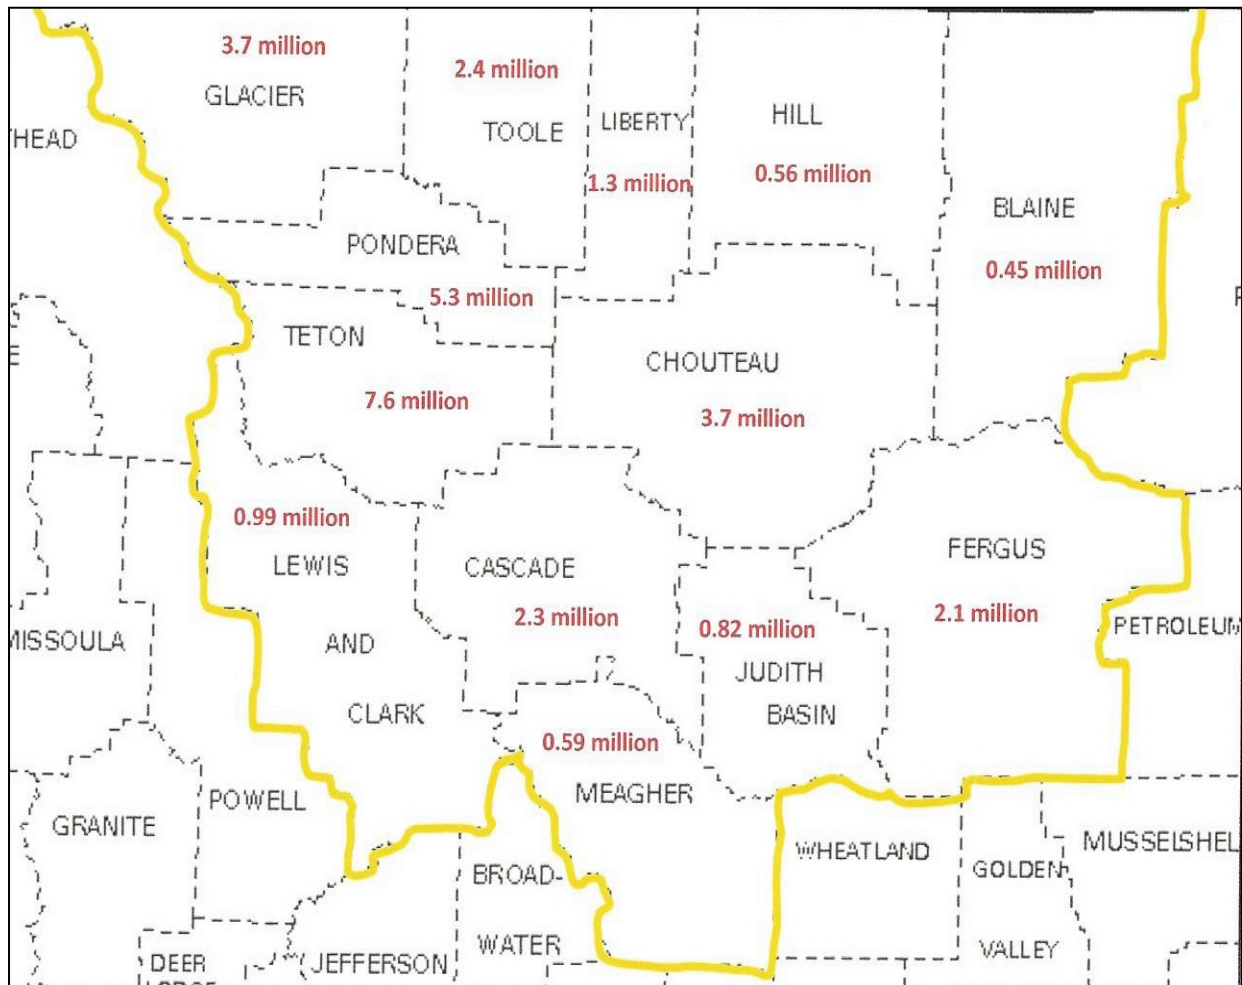 3.7 million
GLACIER
2.4 million
TOOLE
LIBERTY
1.3 million
HILL
0.56 million
BLAINE
0.45 million
THEAD
PONDERA
5.3 million
TETON
7.6 million
CHOUTEAU
3.7 million
0.99 million
LEWIS
AND
CLARK
CASCADE
2.3 million
0.82 million
JUDITH
BASIN
FERGUS
2.1 million
PETROLEUM
MISSOULA
0.59 million
MEAGHER
POWELL
GRANITE
BROAD-
WATER
WHEATLAND
GOLDEN
VALLEY
MUSSELSHEL
JEFFERSON
DEER